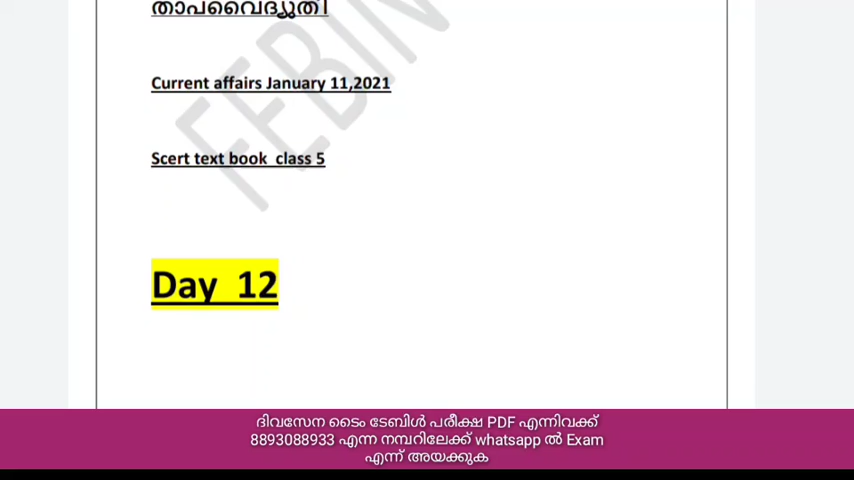 താപവൈദ്യുതി
Current affairs January 11,2021
Scert text book class 5
FEBIN
Day 12
ദിവസേന ടൈം ടേബിൾ പരീക്ഷ PDF എന്നിവക്ക്
8893088933 എന്ന നമ്പറിലേക്ക് whatsapp ൽ Exam
എന്ന് അയക്കുക